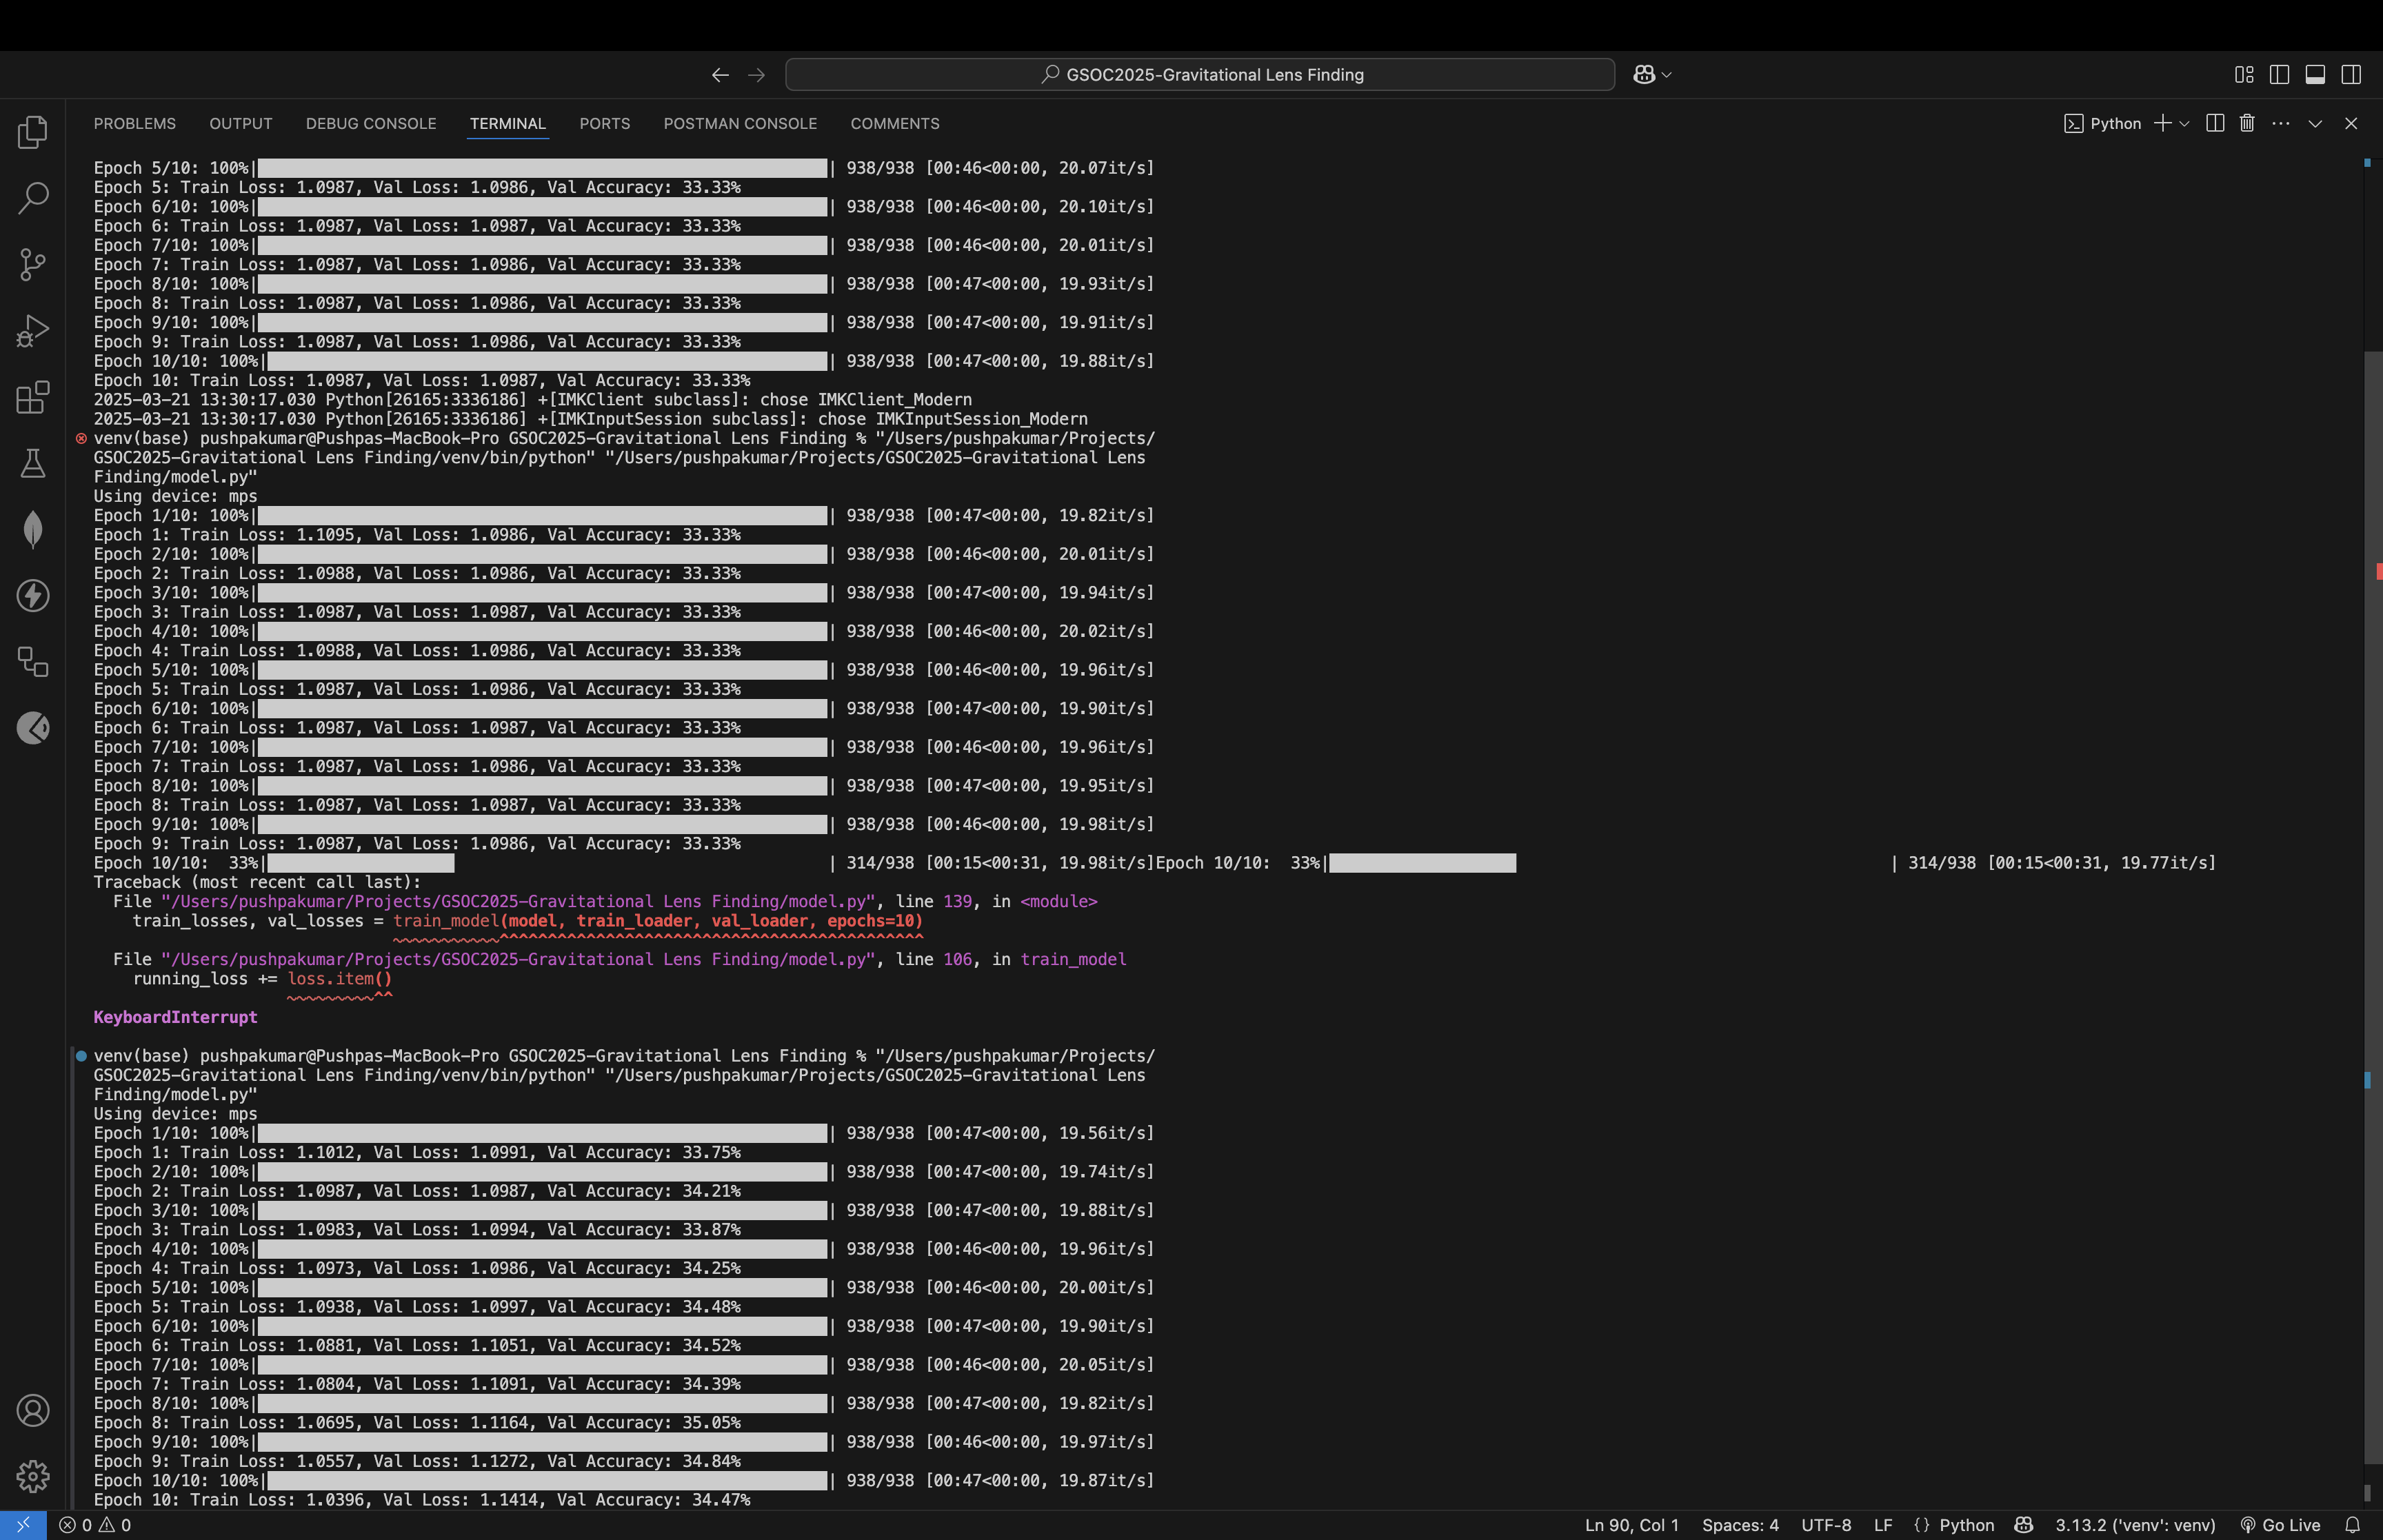 GSOC2025-Gravitational Lens Finding
PROBLEMS OUTPUT DEBUG CONSOLE TERMINAL PORTS POSTMAN CONSOLE COMMENTS Python
Epoch 5/10: 100%| | 938/938 [00:46<00:00, 20.07it/s]
Epoch 5: Train Loss: 1.0987, Val Loss: 1.0986, Val Accuracy: 33.33%
Epoch 6/10: 100%| | 938/938 [00:46<00:00, 20.10it/s]
Epoch 6: Train Loss: 1.0987, Val Loss: 1.0987, Val Accuracy: 33.33%
Epoch 7/10: 100%| | 938/938 [00:46<00:00, 20.01it/s]
Epoch 7: Train Loss: 1.0987, Val Loss: 1.0986, Val Accuracy: 33.33%
Epoch 8/10: 100%| | 938/938 [00:47<00:00, 19.93it/s]
Epoch 8: Train Loss: 1.0987, Val Loss: 1.0986, Val Accuracy: 33.33%
Epoch 9/10: 100%| | 938/938 [00:47<00:00, 19.91it/s]
Epoch 9: Train Loss: 1.0987, Val Loss: 1.0986, Val Accuracy: 33.33%
Epoch 10/10: 100%| | 938/938 [00:47<00:00, 19.88it/s]
Epoch 10: Train Loss: 1.0987, Val Loss: 1.0987, Val Accuracy: 33.33%
2025-03-21 13:30:17.030 Python[26165:3336186] +[IMKClient subclass]: chose IMKClient_Modern
2025-03-21 13:30:17.030 Python[26165:3336186] +[IMKInputSession subclass]: chose IMKInputSession_Modern
venv(base) pushpakumar@Pushpas-MacBook-Pro GSOC2025-Gravitational Lens Finding % "/Users/pushpakumar/Projects/
GSOC2025-Gravitational Lens Finding/venv/bin/python" "/Users/pushpakumar/Projects/GSOC2025-Gravitational Lens
Finding/model.py"
Using device: mps
Epoch 1/10: 100%| | 938/938 [00:47<00:00, 19.82it/s]
Epoch 1: Train Loss: 1.1095, Val Loss: 1.0986, Val Accuracy: 33.33%
Epoch 2/10: 100%| | 938/938 [00:46<00:00, 20.01it/s]
Epoch 2: Train Loss: 1.0988, Val Loss: 1.0986, Val Accuracy: 33.33%
Epoch 3/10: 100%| | 938/938 [00:47<00:00, 19.94it/s]
Epoch 3: Train Loss: 1.0987, Val Loss: 1.0987, Val Accuracy: 33.33%
Epoch 4/10: 100%| | 938/938 [00:46<00:00, 20.02it/s]
Epoch 4: Train Loss: 1.0988, Val Loss: 1.0986, Val Accuracy: 33.33%
Epoch 5/10: 100%| | 938/938 [00:46<00:00, 19.96it/s]
Epoch 5: Train Loss: 1.0987, Val Loss: 1.0986, Val Accuracy: 33.33%
Epoch 6/10: 100%| | 938/938 [00:47<00:00, 19.90it/s]
Epoch 6: Train Loss: 1.0987, Val Loss: 1.0987, Val Accuracy: 33.33%
Epoch 7/10: 100%| | 938/938 [00:46<00:00, 19.96it/s]
Epoch 7: Train Loss: 1.0987, Val Loss: 1.0986, Val Accuracy: 33.33%
Epoch 8/10: 100%| | 938/938 [00:47<00:00, 19.95it/s]
Epoch 8: Train Loss: 1.0987, Val Loss: 1.0987, Val Accuracy: 33.33%
Epoch 9/10: 100%| | 938/938 [00:46<00:00, 19.98it/s]
Epoch 9: Train Loss: 1.0987, Val Loss: 1.0986, Val Accuracy: 33.33%
Epoch 10/10: 33%| | 314/938 [00:15<00:31, 19.98it/s]Epoch 10/10: 33%| | 314/938 [00:15<00:31, 19.77it/s]
Traceback (most recent call last):
File "/Users/pushpakumar/Projects/GSOC2025-Gravitational Lens Finding/model.py", line 139, in <module>
train_losses, val_losses = train_model(model, train_loader, val_loader, epochs=10)
~~~~~~~~~~~^^^^^^^^^^^^^^^^^^^^^^^^^^^^^^^^^^^^^^^^^^^^
File "/Users/pushpakumar/Projects/GSOC2025-Gravitational Lens Finding/model.py", line 106, in train_model
running_loss += loss.item()
~~~~~~~~~^^
KeyboardInterrupt
venv(base) pushpakumar@Pushpas-MacBook-Pro GSOC2025-Gravitational Lens Finding % "/Users/pushpakumar/Projects/
GSOC2025-Gravitational Lens Finding/venv/bin/python" "/Users/pushpakumar/Projects/GSOC2025-Gravitational Lens
Finding/model.py"
Using device: mps
Epoch 1/10: 100%| | 938/938 [00:47<00:00, 19.56it/s]
Epoch 1: Train Loss: 1.1012, Val Loss: 1.0991, Val Accuracy: 33.75%
Epoch 2/10: 100%| | 938/938 [00:47<00:00, 19.74it/s]
Epoch 2: Train Loss: 1.0987, Val Loss: 1.0987, Val Accuracy: 34.21%
Epoch 3/10: 100%| | 938/938 [00:47<00:00, 19.88it/s]
Epoch 3: Train Loss: 1.0983, Val Loss: 1.0994, Val Accuracy: 33.87%
Epoch 4/10: 100%| | 938/938 [00:46<00:00, 19.96it/s]
Epoch 4: Train Loss: 1.0973, Val Loss: 1.0986, Val Accuracy: 34.25%
Epoch 5/10: 100%| | 938/938 [00:46<00:00, 20.00it/s]
Epoch 5: Train Loss: 1.0938, Val Loss: 1.0997, Val Accuracy: 34.48%
Epoch 6/10: 100%| | 938/938 [00:47<00:00, 19.90it/s]
Epoch 6: Train Loss: 1.0881, Val Loss: 1.1051, Val Accuracy: 34.52%
Epoch 7/10: 100%| | 938/938 [00:46<00:00, 20.05it/s]
Epoch 7: Train Loss: 1.0804, Val Loss: 1.1091, Val Accuracy: 34.39%
Epoch 8/10: 100%| | 938/938 [00:47<00:00, 19.82it/s]
Epoch 8: Train Loss: 1.0695, Val Loss: 1.1164, Val Accuracy: 35.05%
Epoch 9/10: 100%| | 938/938 [00:46<00:00, 19.97it/s]
Epoch 9: Train Loss: 1.0557, Val Loss: 1.1272, Val Accuracy: 34.84%
Epoch 10/10: 100%| | 938/938 [00:47<00:00, 19.87it/s]
Epoch 10: Train Loss: 1.0396, Val Loss: 1.1414, Val Accuracy: 34.47%
0 0 Ln 90, Col 1 Spaces: 4 UTF-8 LF {} Python 3.13.2 ('venv': venv) Go Live